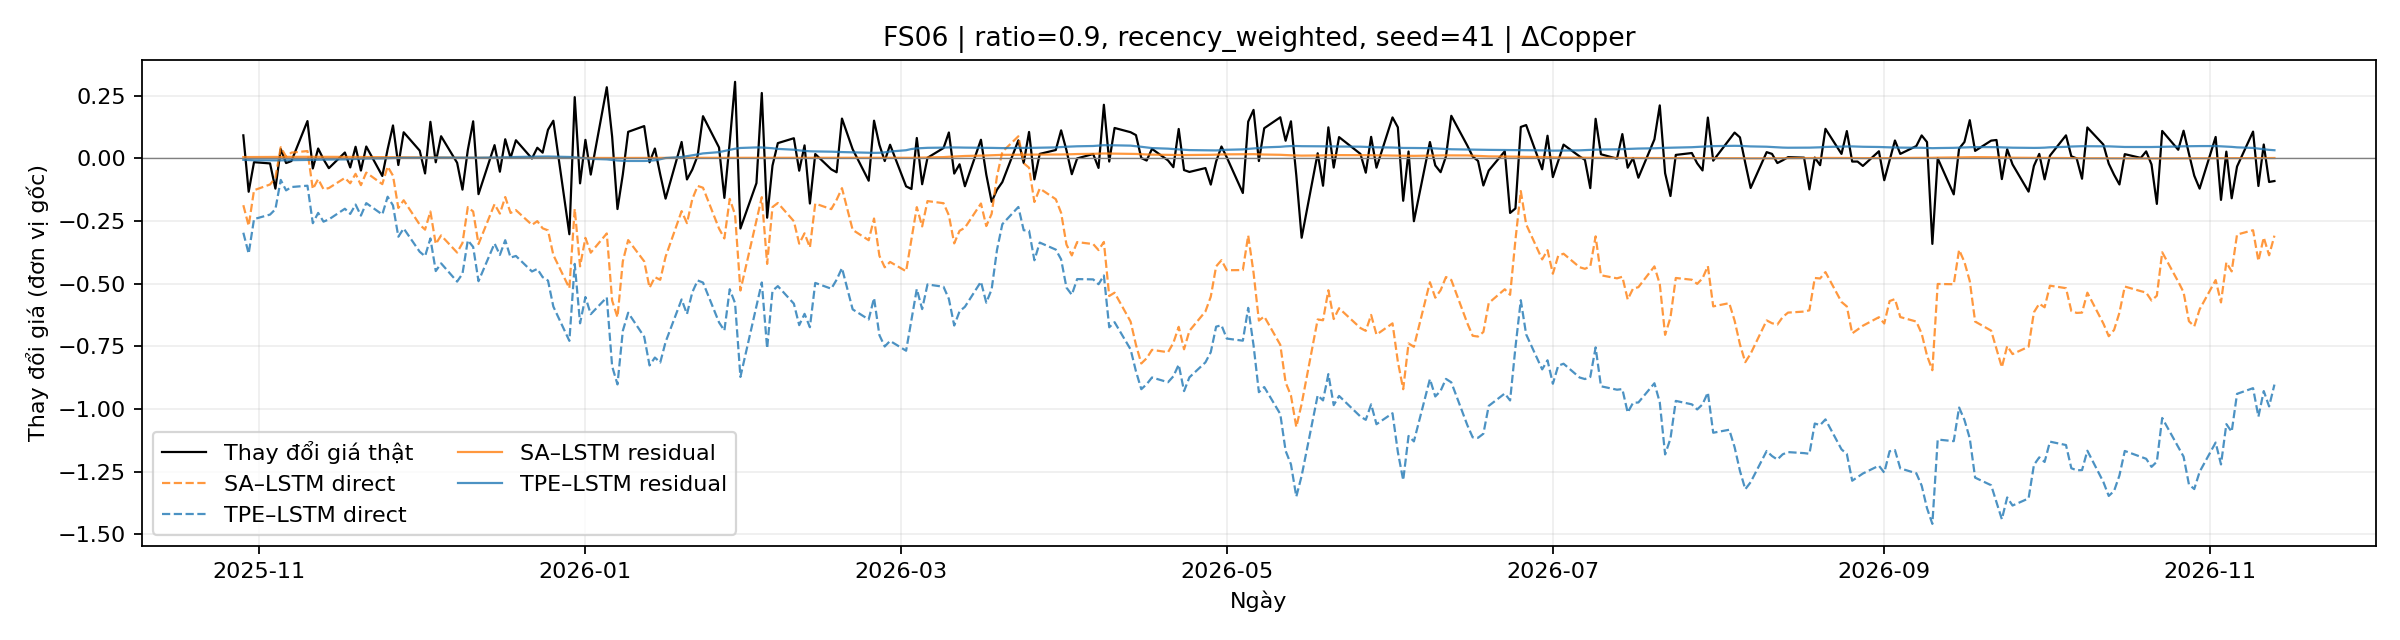 FS06 | ratio=0.9, recency_weighted, seed=41 | ΔCopper
Thay đổi giá (đơn vị gốc)
0.25
0.00
−0.25
−0.50
−0.75
−1.00
−1.25
−1.50
Thay đổi giá thật
SA–LSTM direct
TPE–LSTM direct
SA–LSTM residual
TPE–LSTM residual
2025-11
2026-01
2026-03
2026-05
2026-07
2026-09
2026-11
Ngày